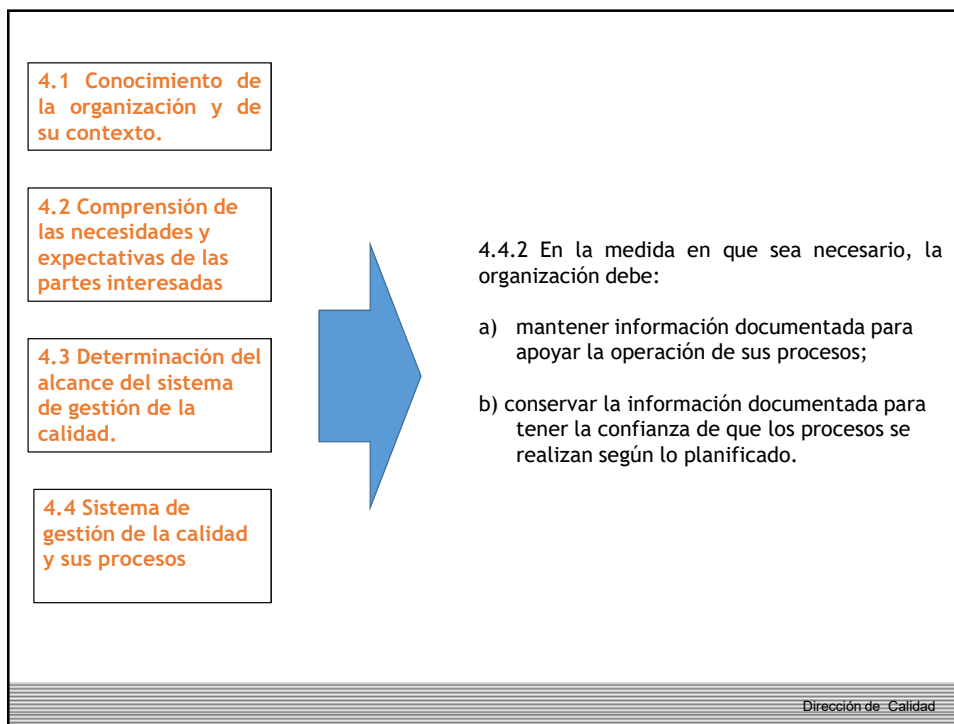 4.1 Conocimiento de
la organización y de
su contexto.
4.2 Comprensión de
las necesidades y
expectativas de las
partes interesadas
4.3 Determinación del
alcance del sistema
de gestión de la
calidad.
4.4 Sistema de
gestión de la calidad
y sus procesos
4.4.2 En la medida en que sea necesario, la
organización debe:
a) mantener información documentada para
apoyar la operación de sus procesos;
b) conservar la información documentada para
tener la confianza de que los procesos se
realizan según lo planificado.
Dirección de Calidad